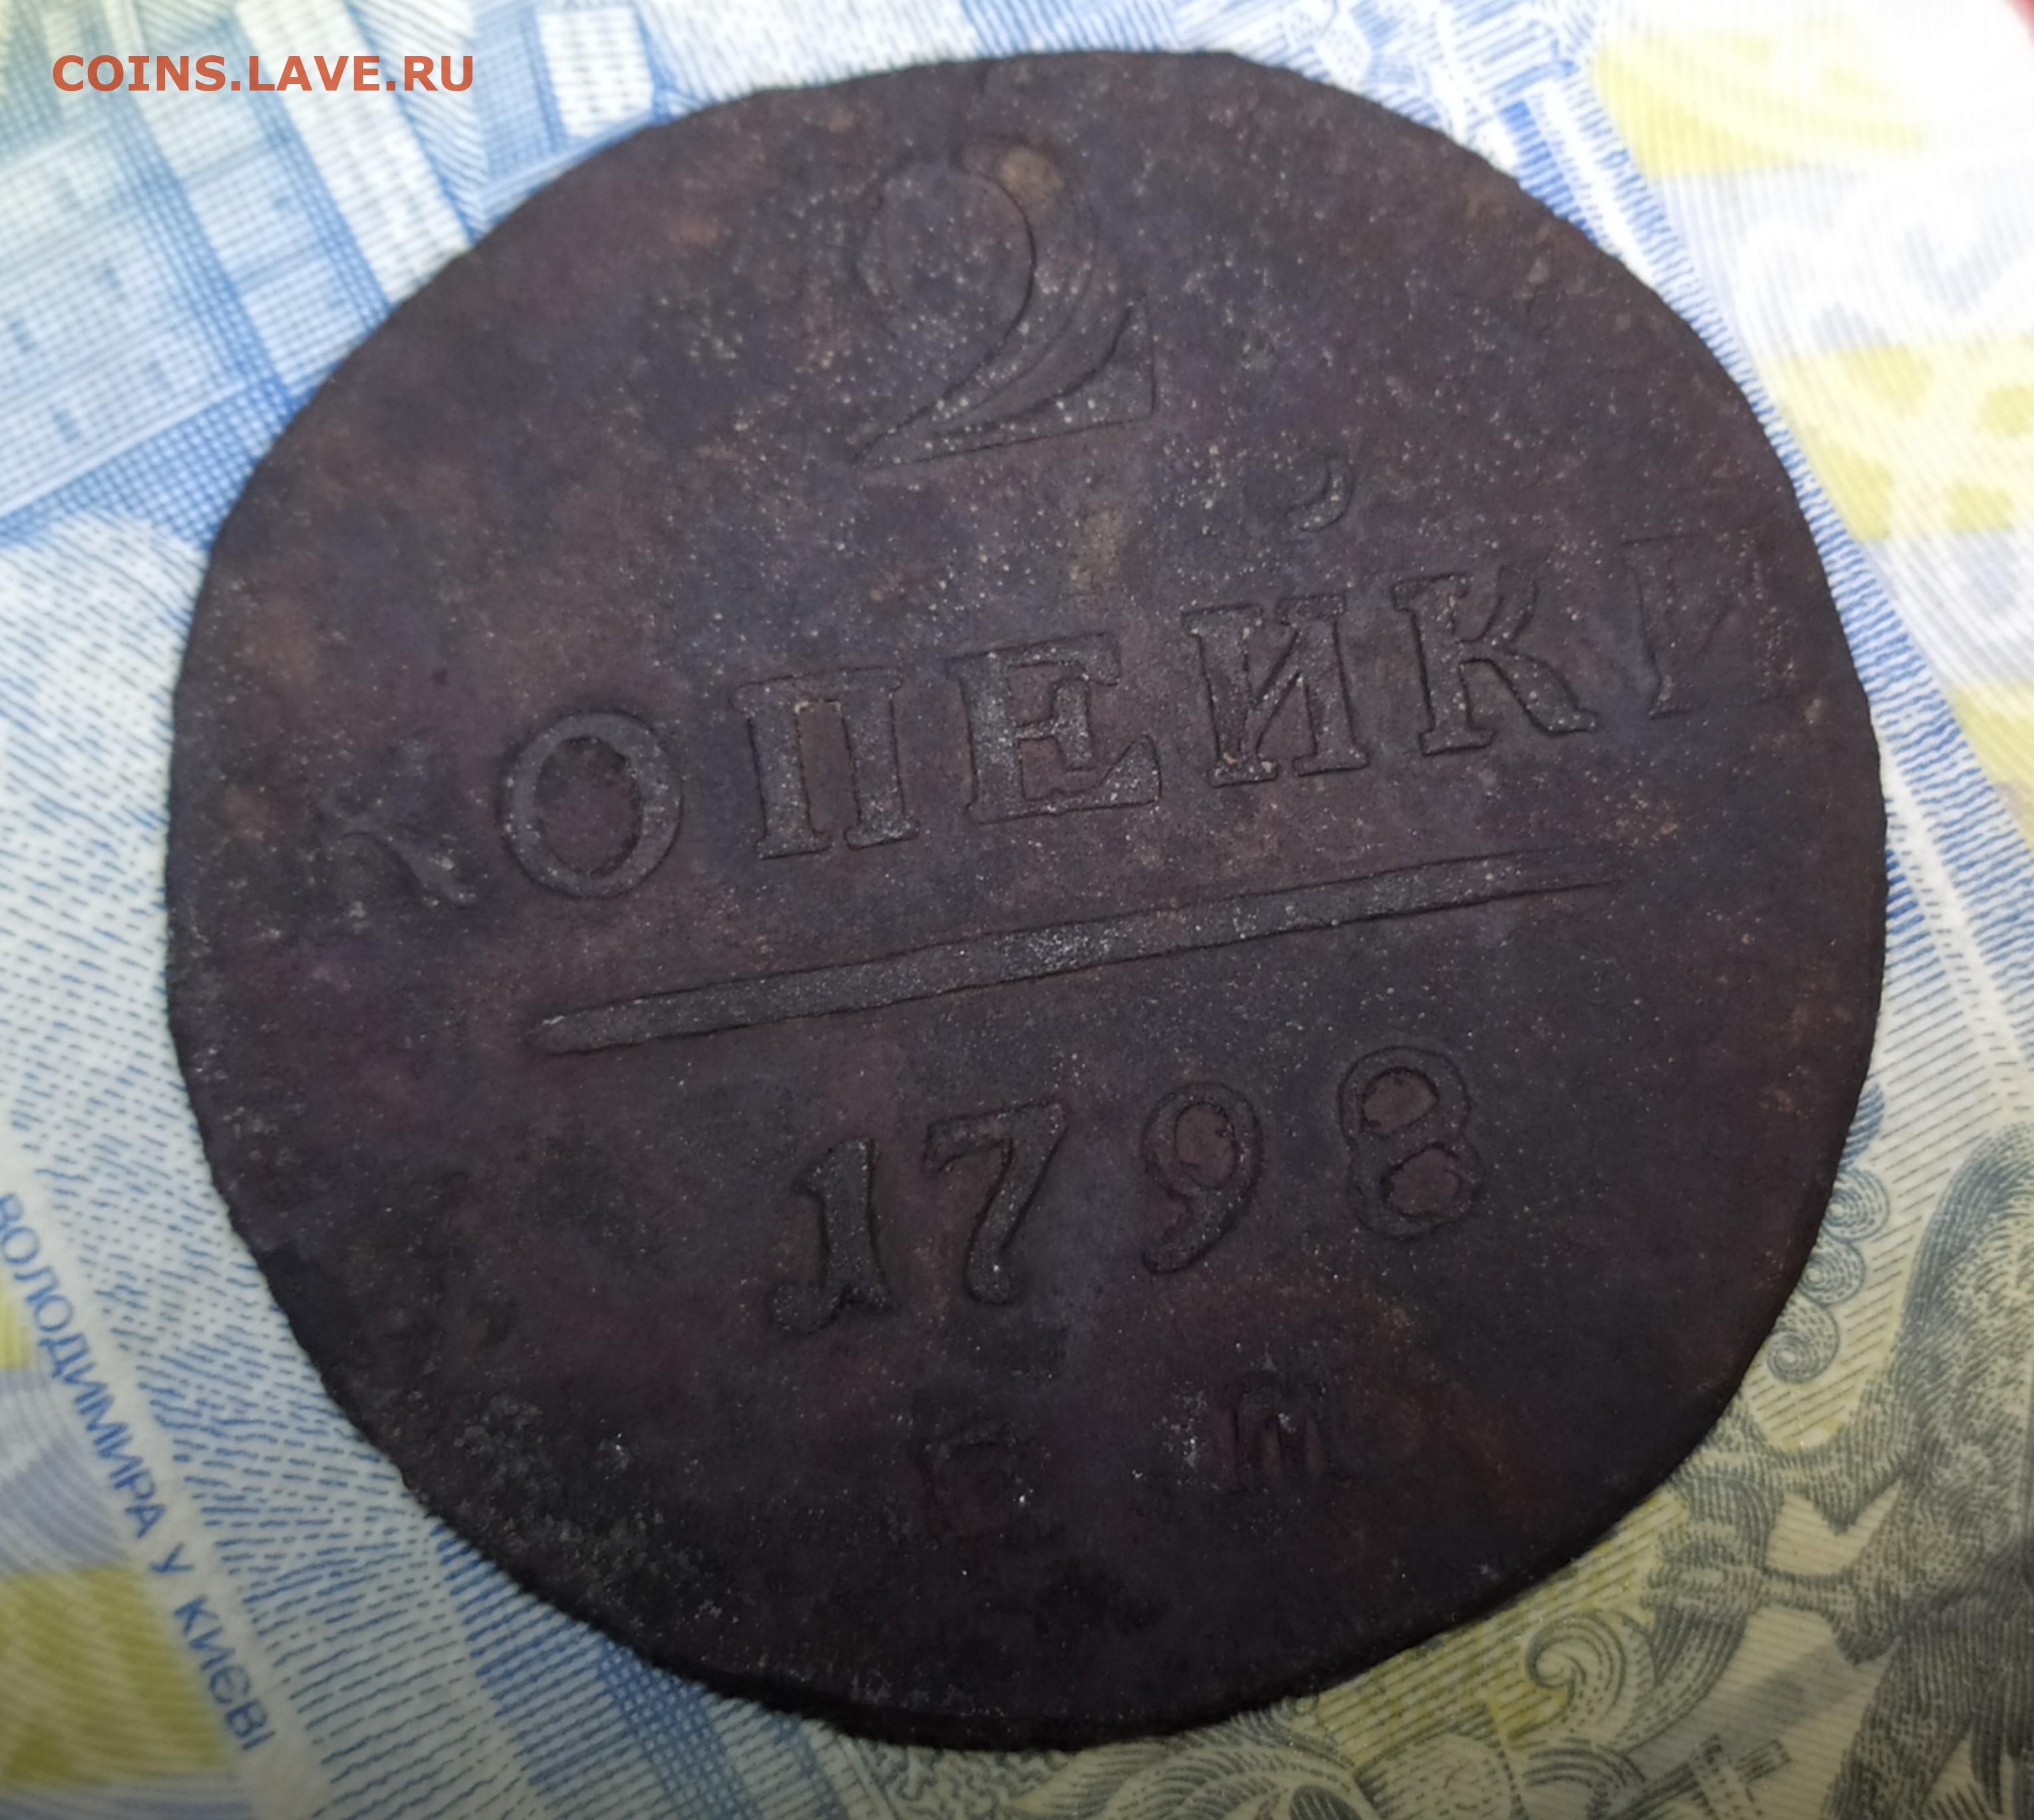 COINS.LAVE.RU
2
КОПЕЙКИ
1798
Е М
ВОЛОДИМИРА У КИЄВІ